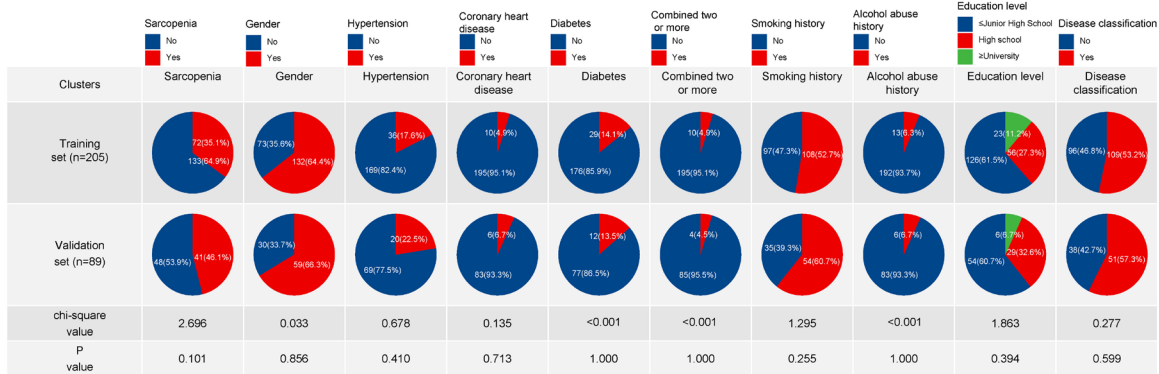 Sarcopenia
No
Yes
Gender
No
Yes
Hypertension
No
Yes
Coronary heart
disease
No
Yes
Diabetes
No
Yes
Combined two
or more
No
Yes
Smoking history
No
Yes
Alcohol abuse
history
No
Yes
Education level
≤Junior High School
High school
≥University
Disease classification
No
Yes
Clusters
Sarcopenia
Gender
Hypertension
Coronary heart
disease
Diabetes
Combined two
or more
Smoking history
Alcohol abuse
history
Education level
Disease
classification
Training
set (n=205)
72(35.1%)
133(64.9%)
73(35.6%)
132(64.4%)
36(17.6%)
169(82.4%)
10(4.9%)
195(95.1%)
29(14.1%)
176(85.9%)
10(4.9%)
195(95.1%)
97(47.3%)
108(52.7%)
13(6.3%)
192(93.7%)
23(11.2%)
56(27.3%)
126(61.5%)
96(46.8%)
109(53.2%)
Validation
set (n=89)
48(53.9%)
41(46.1%)
30(33.7%)
59(66.3%)
20(22.5%)
69(77.5%)
6(6.7%)
83(93.3%)
12(13.5%)
77(86.5%)
4(4.5%)
85(95.5%)
35(39.3%)
54(60.7%)
6(6.7%)
83(93.3%)
6(6.7%)
29(32.6%)
54(60.7%)
38(42.7%)
51(57.3%)
chi-square
value
2.696
0.033
0.678
0.135
<0.001
<0.001
1.295
<0.001
1.863
0.277
P
value
0.101
0.856
0.410
0.713
1.000
1.000
0.255
1.000
0.394
0.599